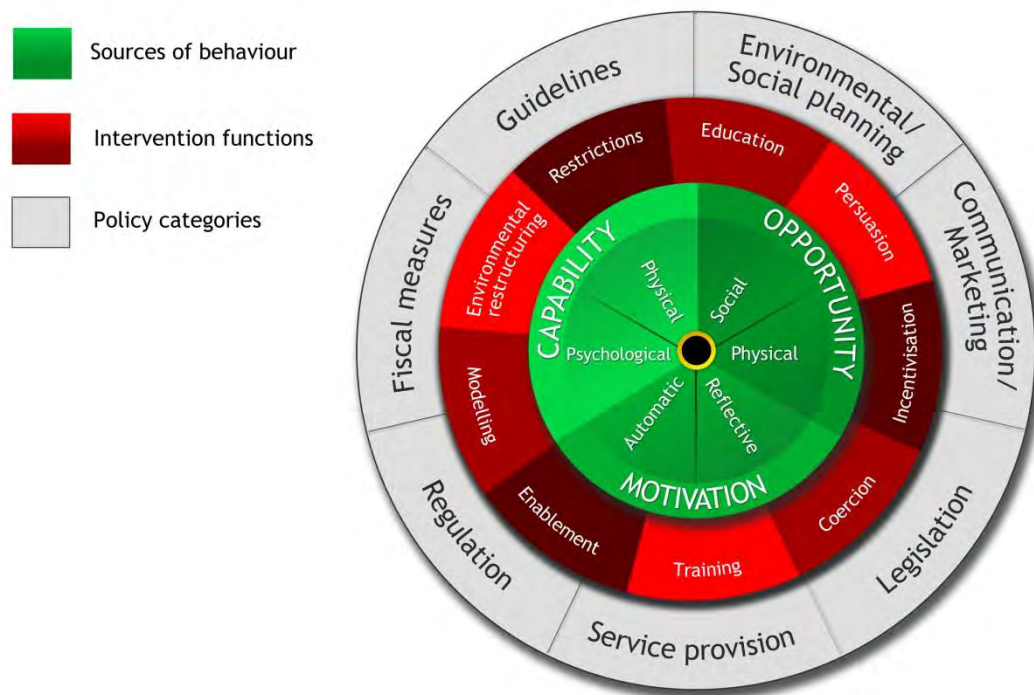 Sources of behaviour
Intervention functions
Policy categories
Guidelines
Environmental/
Social planning
Communication/
Marketing
Legislation
Service provision
Regulation
Fiscal measures
Restrictions
Education
Persuasion
Incentivisation
Coercion
Training
Enablement
Modelling
Environmental
restructuring
CAPABILITY
OPPORTUNITY
MOTIVATION
Physical
Social
Psychological
Physical
Automatic
Reflective